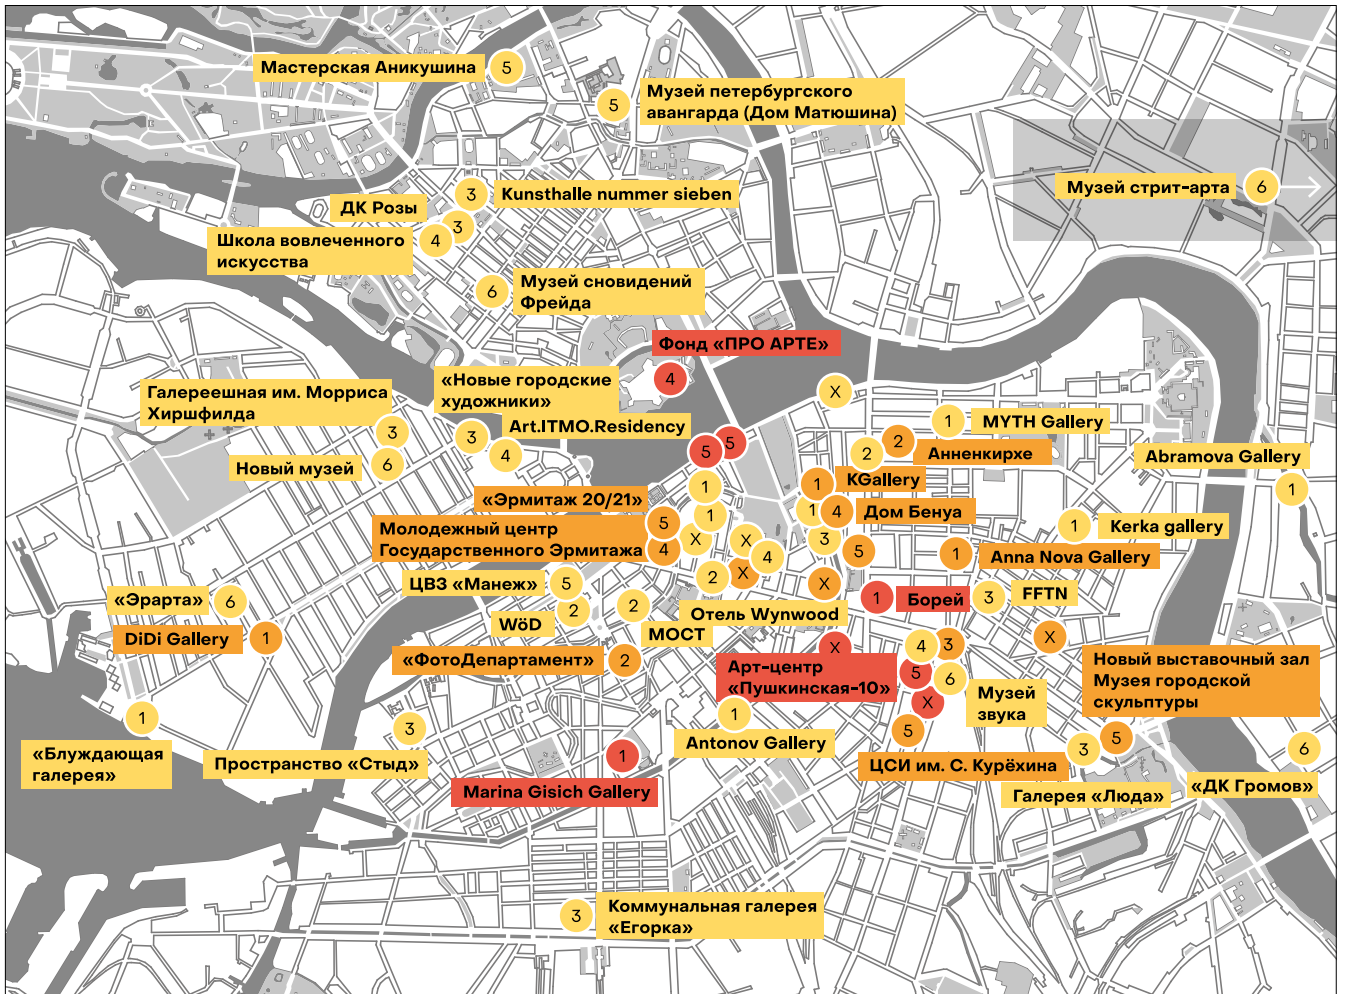 Мастерская Аникушина
5
5
Музей петербургского
авангарда (Дом Матюшина)
Музей стрит-арта
6
3
Kunsthalle nummer sieben
ДК Розы
3
Школа вовлеченного
искусства
4
6
Музей сновидений
Фрейда
Фонд «ПРО АРТЕ»
4
«Новые городские
художники»
3
Галереешная им. Морриса
Хиршфилда
3
Art.ITMO.Residency
4
Новый музей
6
X
1
MYTH Gallery
2
2
Анненкирхе
Abramova Gallery
1
5
5
1
1
KGallery
«Эрмитаж 20/21»
5
1
1
4
Дом Бенуа
1
Kerka gallery
Молодежный центр
Государственного Эрмитажа
4
X
X
4
3
5
1
Anna Nova Gallery
ЦВЗ «Манеж»
5
2
X
X
«Эрарта»
6
WöD
2
2
МОСТ
Отель Wynwood
1
Борей
3
FFTN
DiDi Gallery
1
X
«ФотоДепартамент»
2
X
4
3
Арт-центр
«Пушкинская-10»
5
6
Музей
звука
Новый выставочный зал
Музея городской
скульптуры
X
1
«Блуждающая
галерея»
3
Пространство «Стыд»
1
Antonov Gallery
5
ЦСИ им. С. Курёхина
3
5
Галерея «Люда»
6
«ДК Громов»
1
Marina Gisich Gallery
3
Коммунальная галерея
«Егорка»